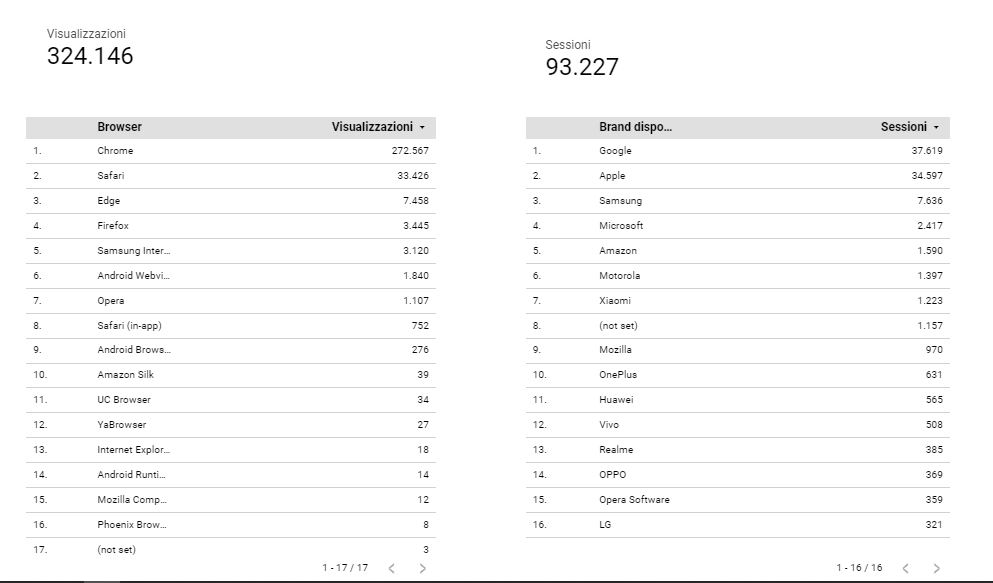 Visualizzazioni
324.146
Sessioni
93.227
Browser Visualizzazioni
1. Chrome 272.567
2. Safari 33.426
3. Edge 7.458
4. Firefox 3.445
5. Samsung Inter... 3.120
6. Android Webvi... 1.840
7. Opera 1.107
8. Safari (in-app) 752
9. Android Brows... 276
10. Amazon Silk 39
11. UC Browser 34
12. YaBrowser 27
13. Internet Explor... 18
14. Android Runti... 14
15. Mozilla Comp... 12
16. Phoenix Brow... 8
17. (not set) 3
1 - 17 / 17
Brand dispo... Sessioni
1. Google 37.619
2. Apple 34.597
3. Samsung 7.636
4. Microsoft 2.417
5. Amazon 1.590
6. Motorola 1.397
7. Xiaomi 1.223
8. (not set) 1.157
9. Mozilla 970
10. OnePlus 631
11. Huawei 565
12. Vivo 508
13. Realme 385
14. OPPO 369
15. Opera Software 359
16. LG 321
1 - 16 / 16